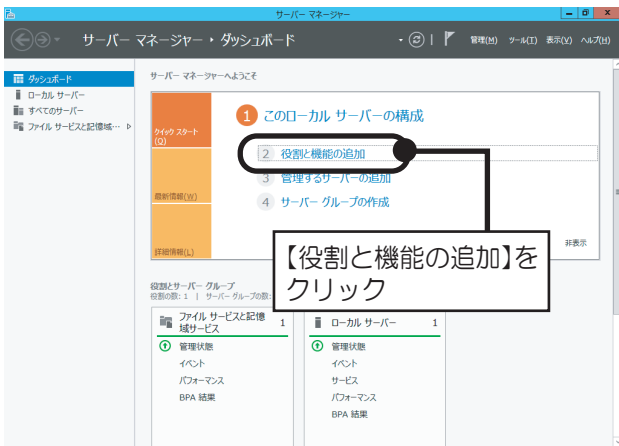 サーバー マネージャー
サーバー マネージャー ・ ダッシュボード
管理(M) ツール(T) 表示(V) ヘルプ(H)
ダッシュボード
ローカル サーバー
すべてのサーバー
ファイル サービスと記憶域…
サーバー マネージャーへようこそ
クイック スタート(Q)
最新情報(W)
詳細情報(L)
1 このローカル サーバーの構成
2 役割と機能の追加
3 管理するサーバーの追加
4 サーバー グループの作成
非表示
【役割と機能の追加】を
クリック
役割とサーバー グループ
役割の数: 1 | サーバー グループの数:
ファイル サービスと記憶
域サービス
1
管理状態
イベント
パフォーマンス
BPA 結果
ローカル サーバー 1
管理状態
イベント
サービス
パフォーマンス
BPA 結果